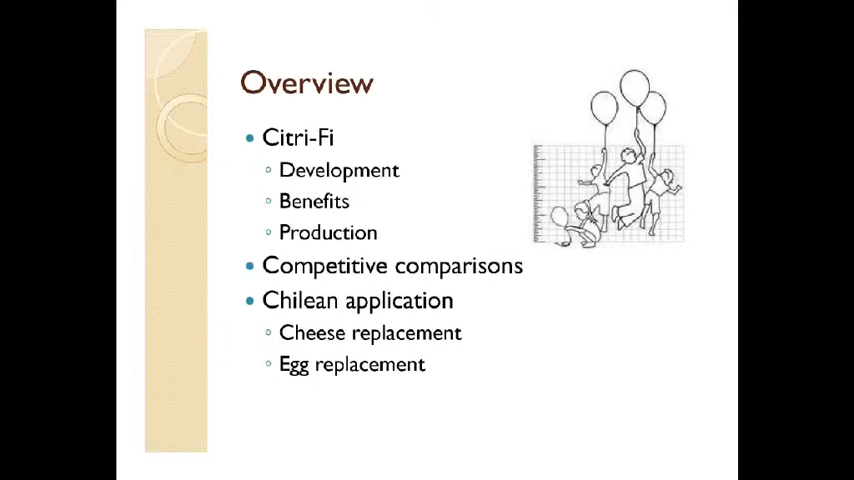 Overview
• Citri-Fi
◦ Development
◦ Benefits
◦ Production
• Competitive comparisons
• Chilean application
◦ Cheese replacement
◦ Egg replacement